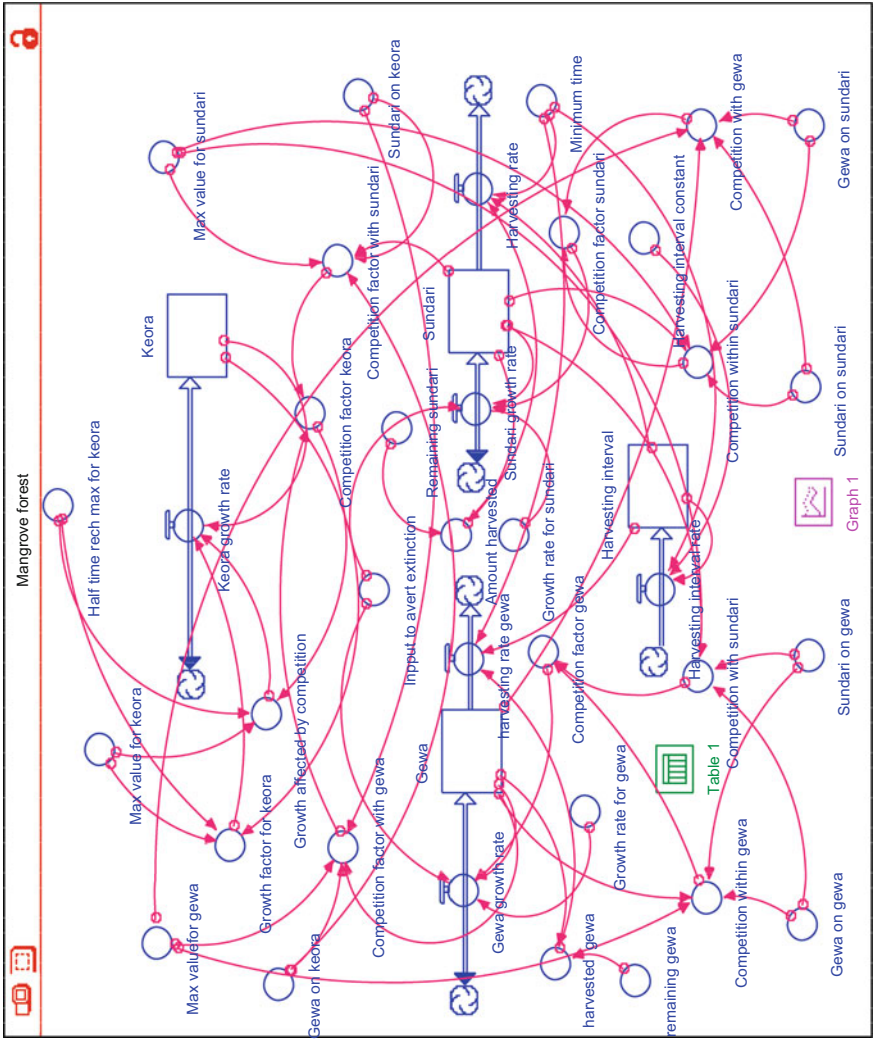 Mangrove forest
Half time rech max for keora
Max value for keora
Max valuefor gewa
Max value for sundari
Keora
Keora growth rate
Growth factor for keora
Growth affected by competition
Gewa on keora
Sundari on keora
Competition factor with sundari
Competition factor keora
Competition factor with gewa
Inpput to avert extinction
Remaining sundari
Sundari
Gewa
Sundari growth rate
Harvesting rate
Amount harvested
Gewa growth rate
harvesting rate gewa
Growth rate for sundari
Minimum time
Competition factor sundari
Competition factor gewa
Harvesting interval
Harvesting interval constant
Growth rate for gewa
harvested gewa
remaining gewa
Harvesting interval rate
Competition with gewa
Competition within sundari
Competition with sundari
Competition within gewa
Table 1
Gewa on sundari
Sundari on sundari
Graph 1
Sundari on gewa
Gewa on gewa